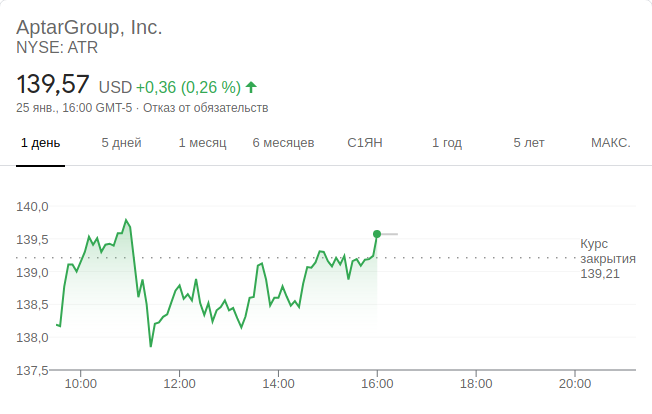 AptarGroup, Inc.
NYSE: ATR
139,57 USD +0,36 (0,26 %)
25 янв., 16:00 GMT-5 · Отказ от обязательств
1 день 5 дней 1 месяц 6 месяцев С1ЯН 1 год 5 лет МАКС.
140,0
139,5
139,0
138,5
138,0
137,5
Курс
закрытия
139,21
10:00 12:00 14:00 16:00 18:00 20:00